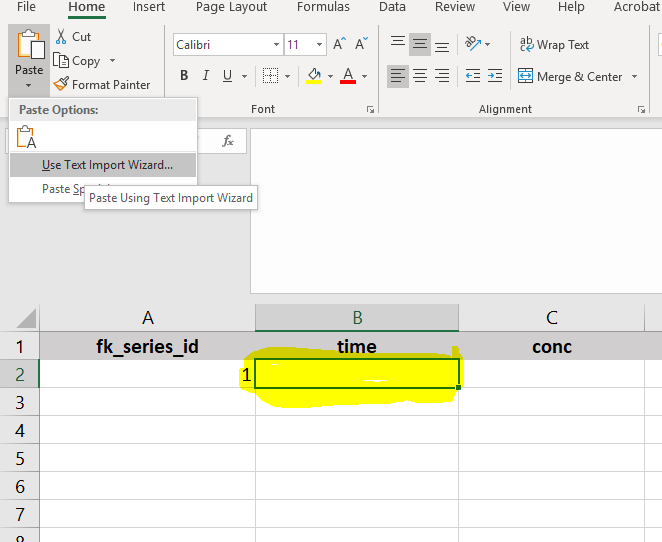 File Home Insert Page Layout Formulas Data Review View Help Acrobat
Paste
Cut
Copy
Format Painter
Calibri 11 A A
B I U A
Font
ab Wrap Text
Merge & Center
Alignment
Paste Options:
A
Use Text Import Wizard...
Paste
Paste Using Text Import Wizard
fx
A B C
1 fk_series_id time conc
2 1
3
4
5
6
7
8